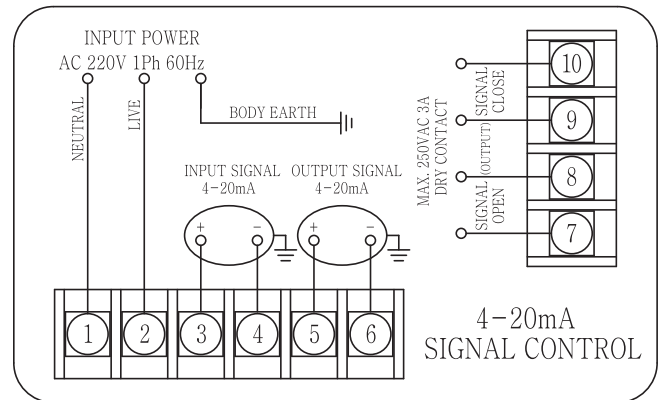 INPUT POWER
AC 220V 1Ph 60Hz
NEUTRAL
LIVE
BODY EARTH
INPUT SIGNAL
4-20mA
OUTPUT SIGNAL
4-20mA
+
-
+
-
1
2
3
4
5
6
MAX. 250VAC 3A
DRY CONTACT
(OUTPUT)
SIGNAL
CLOSE
SIGNAL
OPEN
10
9
8
7
4-20mA
SIGNAL CONTROL